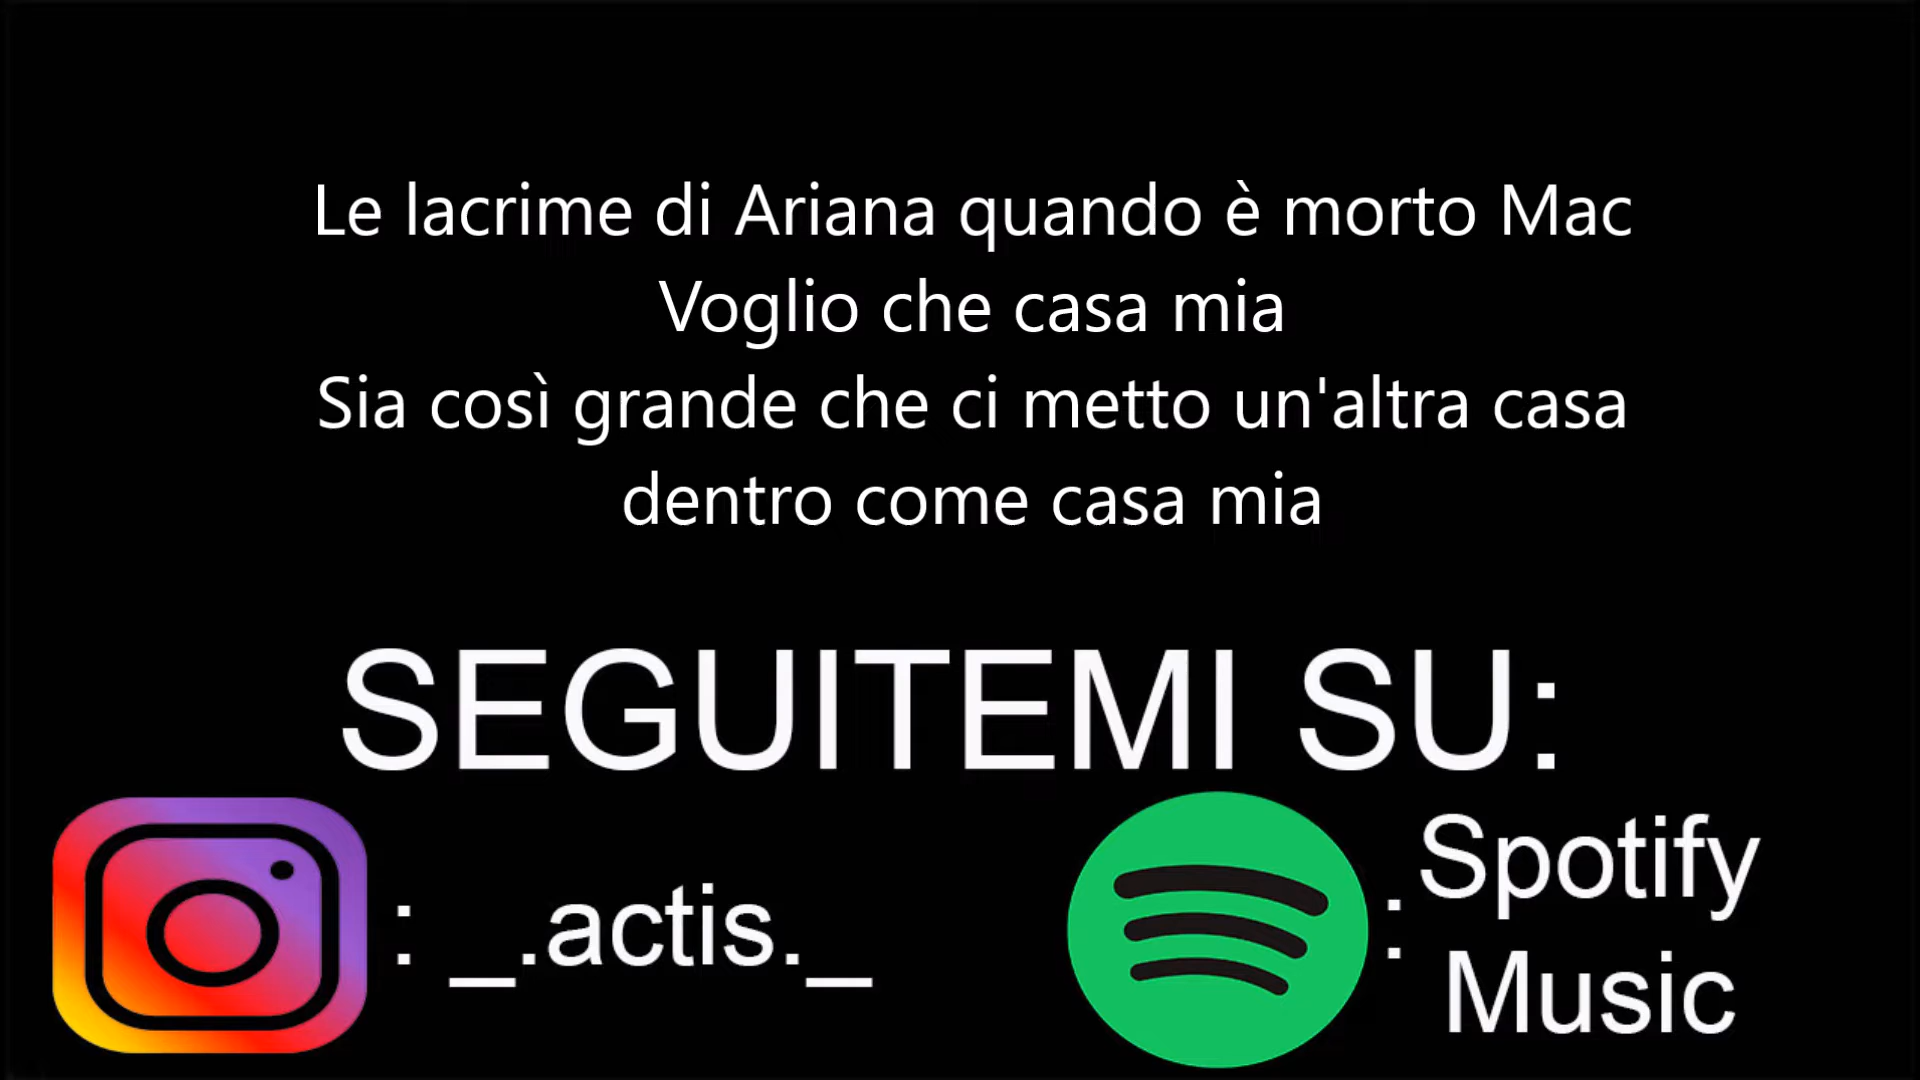 Le lacrime di Ariana quando è morto Mac
Voglio che casa mia
Sia così grande che ci metto un'altra casa
dentro come casa mia
SEGUITEMI SU:
: _.actis._
: Spotify
Music